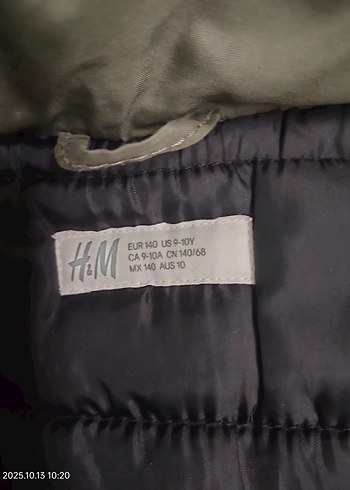 H&M
EUR 140 US 9-10Y
CA 9-10A CN 140/68
MX 140 AUS 10
2025.10.13 10:20